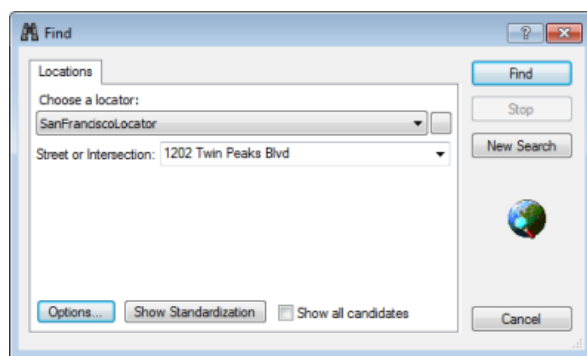 Find
Locations
Choose a locator:
SanFranciscoLocator
Street or Intersection: 1202 Twin Peaks Blvd
Options... Show Standardization Show all candidates
Find
Stop
New Search
Cancel